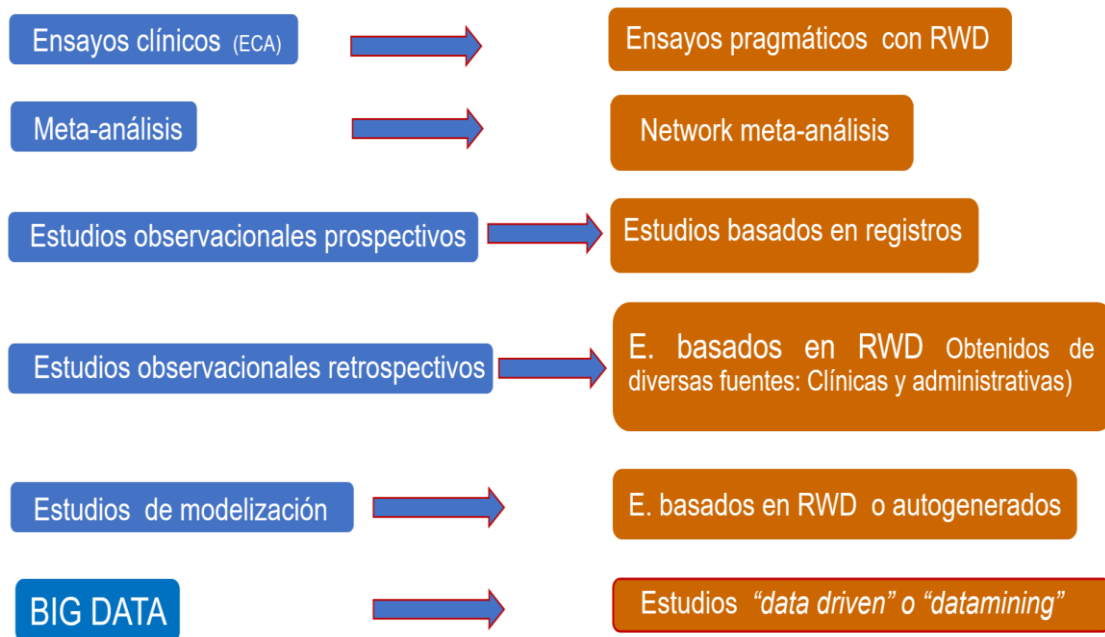 Ensayos clínicos (ECA)
Ensayos pragmáticos con RWD
Meta-análisis
Network meta-análisis
Estudios observacionales prospectivos
Estudios basados en registros
Estudios observacionales retrospectivos
E. basados en RWD Obtenidos de
diversas fuentes: Clínicas y administrativas)
Estudios de modelización
E. basados en RWD o autogenerados
BIG DATA
Estudios “data driven” o “datamining”